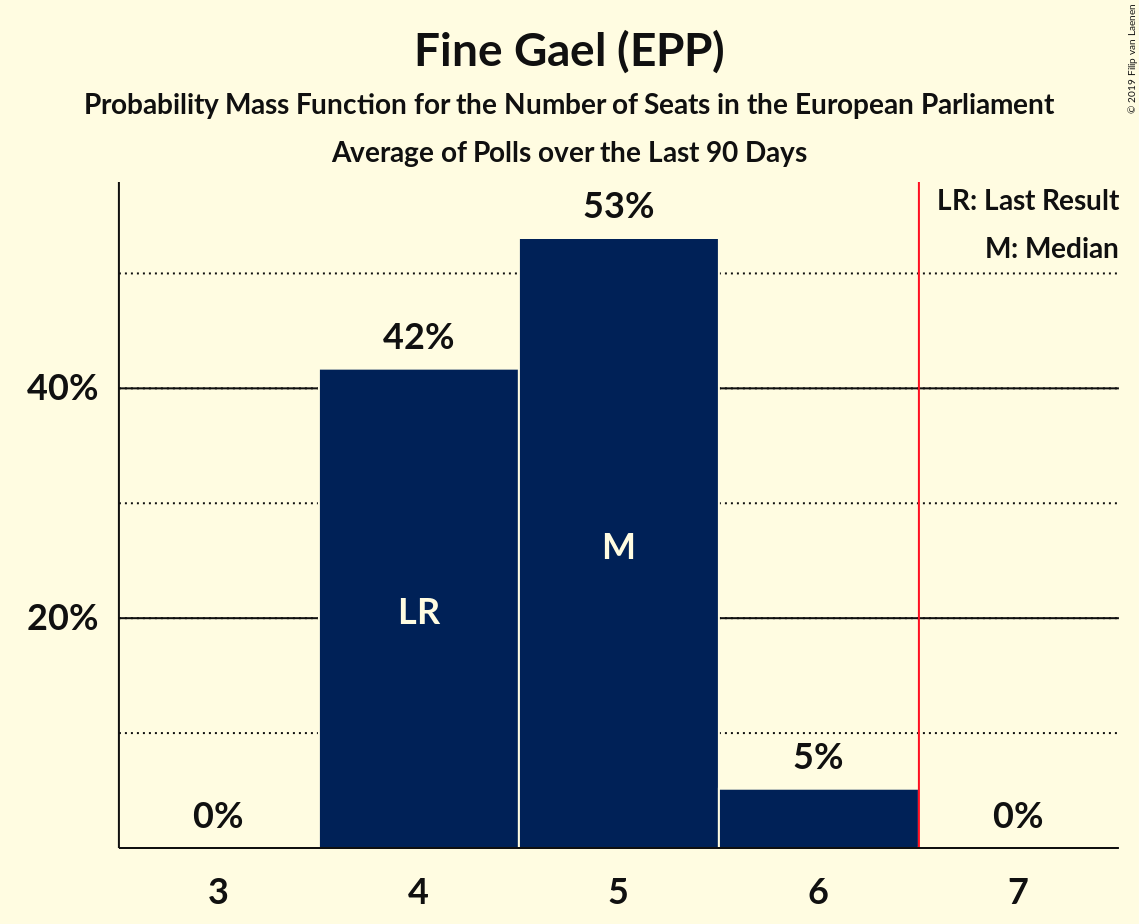 Fine Gael (EPP)
Probability Mass Function for the Number of Seats in the European Parliament
Average of Polls over the Last 90 Days
© 2019 Filip van Laenen
LR: Last Result
M: Median
53%
42%
40%
M
LR
20%
5%
0%
0%
3
4
5
6
7